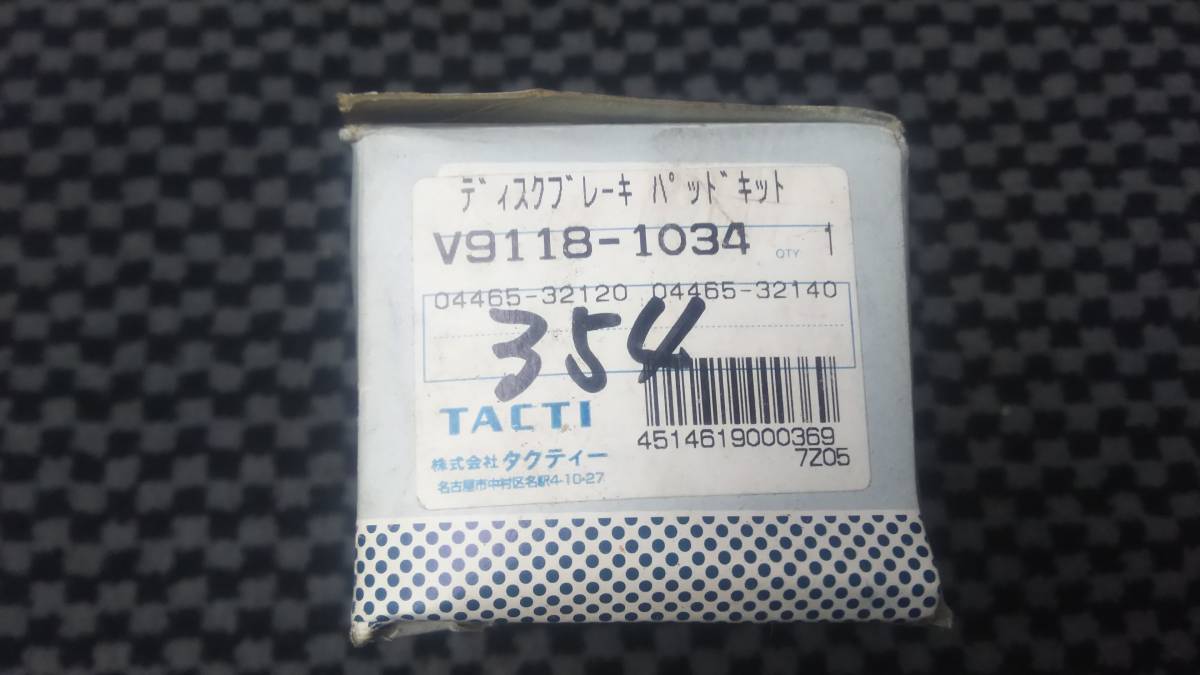 ﾃﾞｨｽｸﾌﾞﾚｰｷ ﾊﾟｯﾄﾞｷｯﾄ
V9118-1034 QTY 1
04465-32120 04465-32140
354
TACTI
4514619000369
7Z05
株式会社 タクティー
名古屋市中村区名駅4-10-27